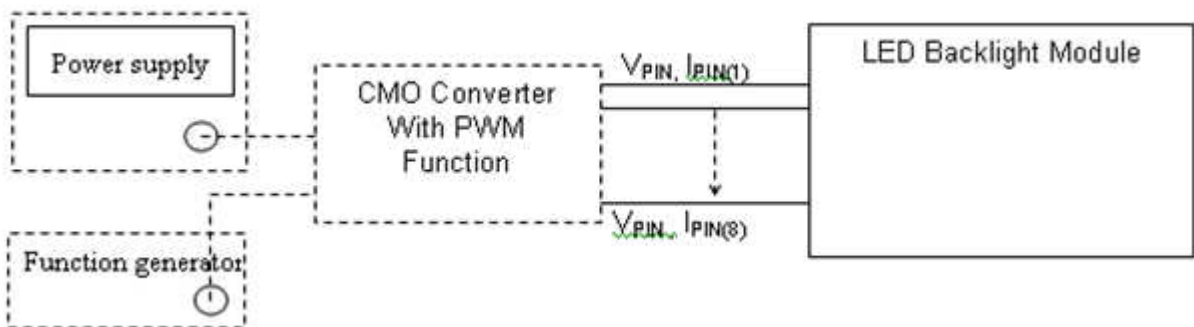 Power supply
CMO Converter
With PWM
Function
V_PIN, I_PIN(1)
LED Backlight Module
V_PIN, I_PIN(8)
Function generator